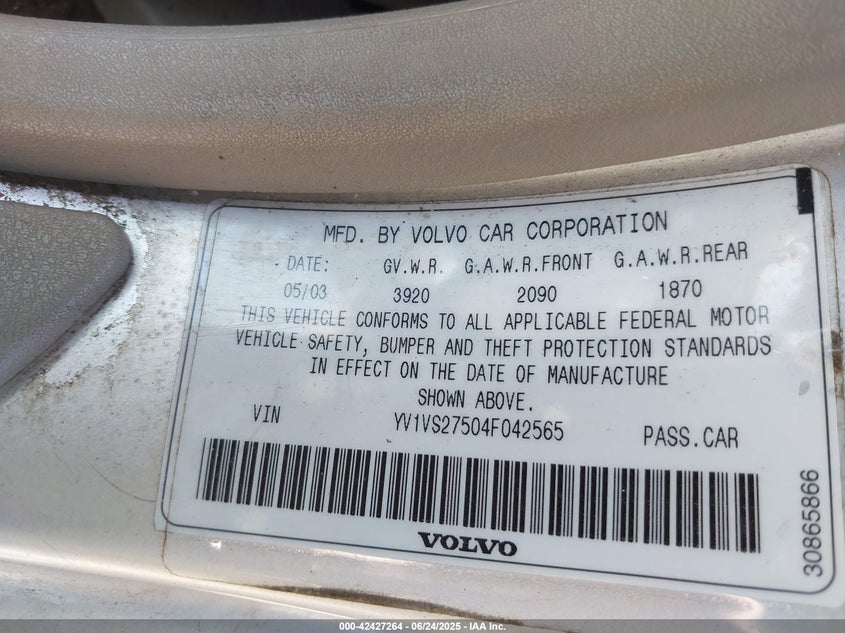 MFD. BY VOLVO CAR CORPORATION
DATE: GV.W.R. G.A.W.R.FRONT G.A.W.R.REAR
05/03 3920 2090 1870
THIS VEHICLE CONFORMS TO ALL APPLICABLE FEDERAL MOTOR
VEHICLE SAFETY, BUMPER AND THEFT PROTECTION STANDARDS
IN EFFECT ON THE DATE OF MANUFACTURE
SHOWN ABOVE.
VIN YV1VS27504F042565 PASS.CAR
VOLVO
30865866
000-42427264 - 06/24/2025 - IAA Inc.